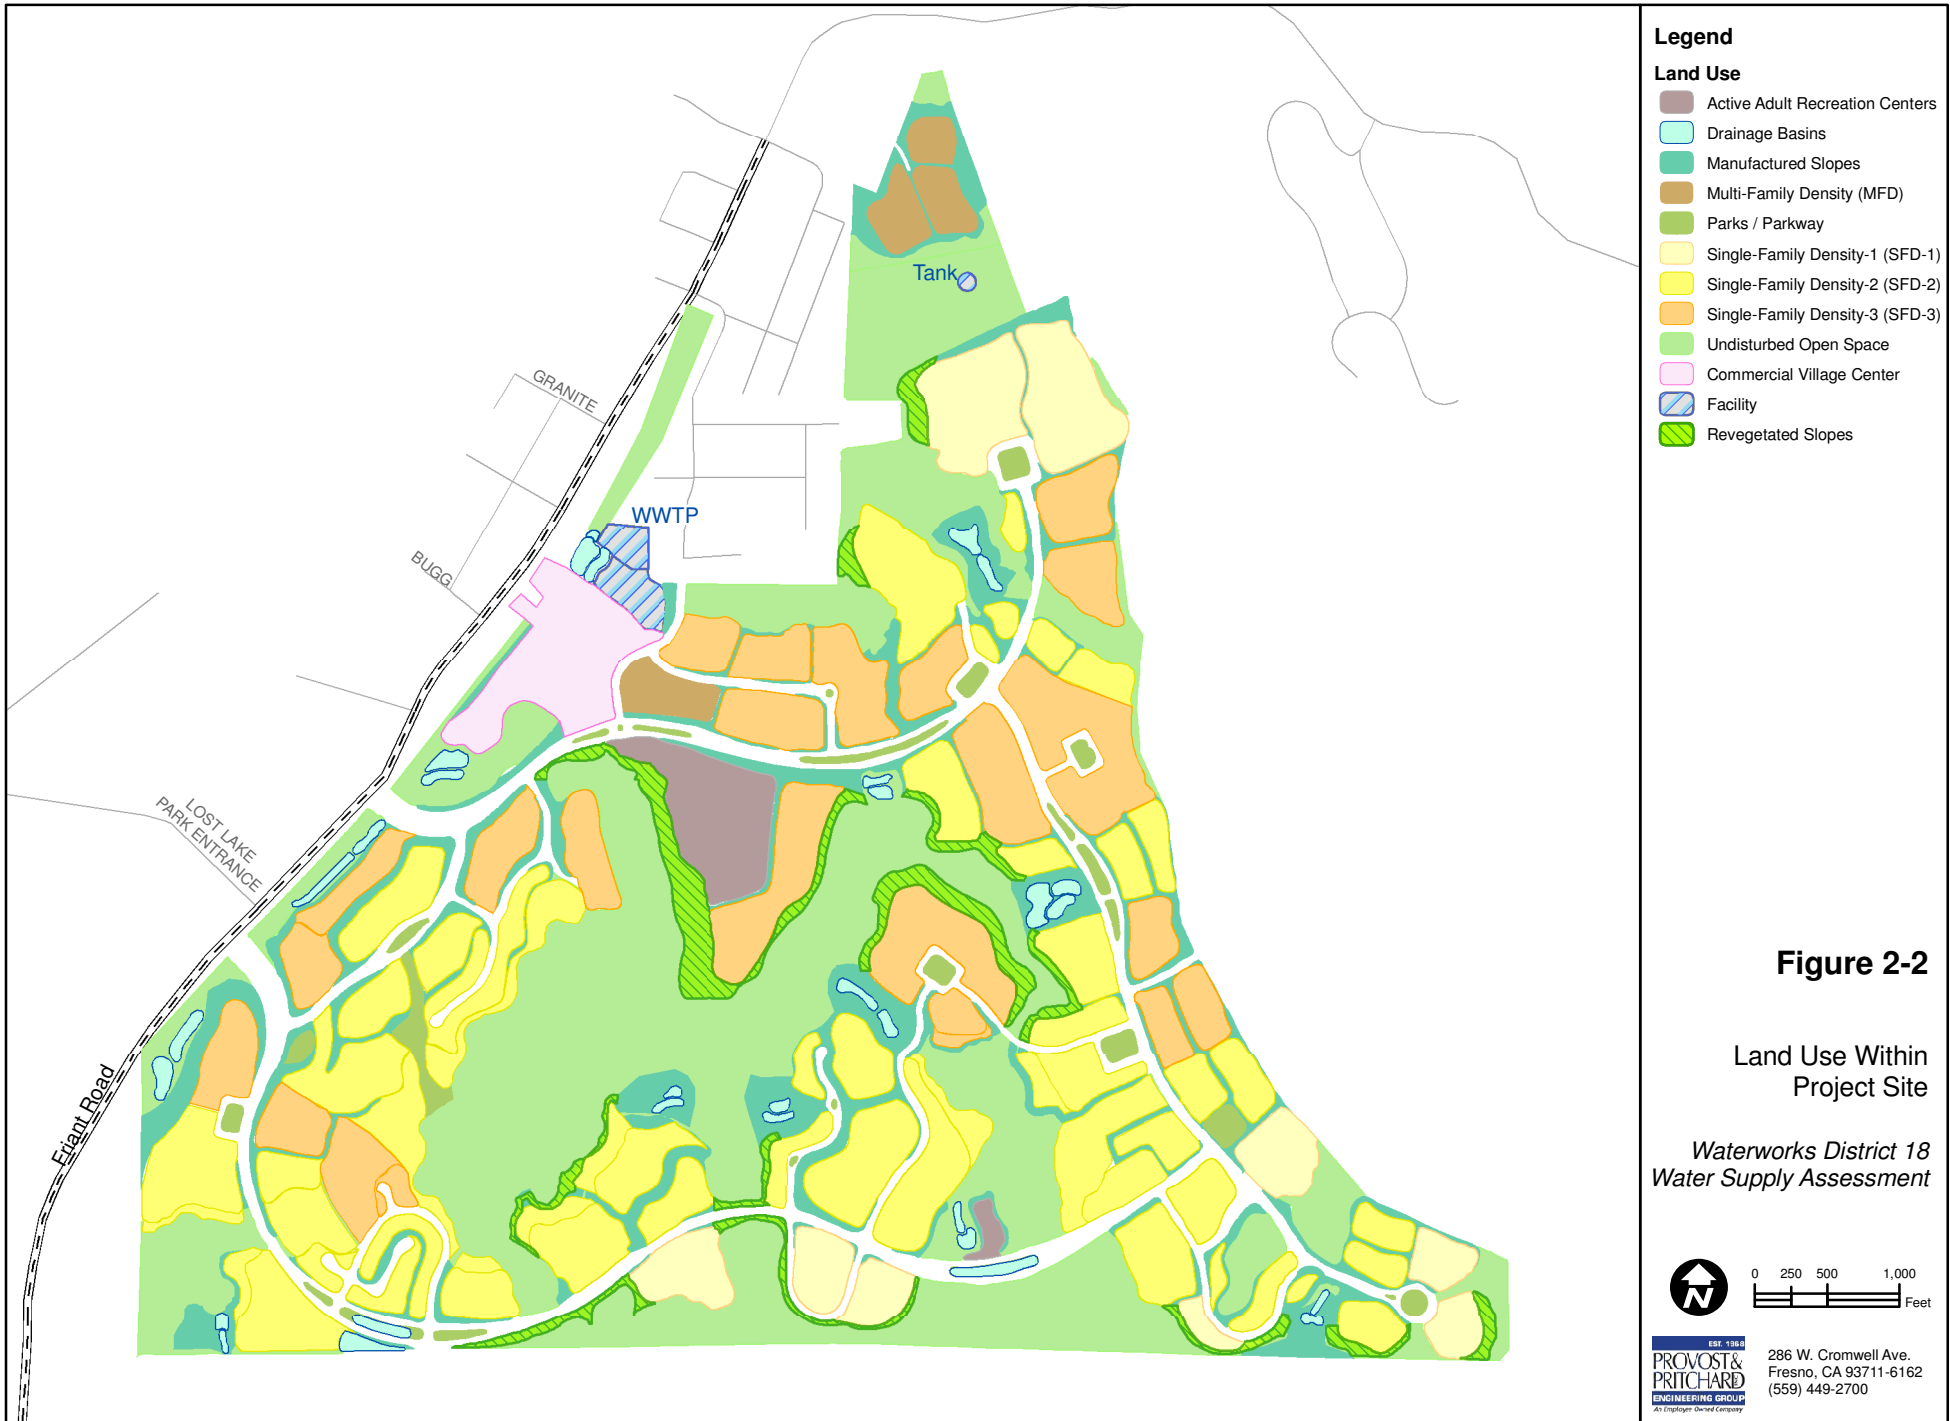 Tank
GRANITE
WWTP
BUGG
LOST LAKE
PARK ENTRANCE
Friant Road
Legend
Land Use
Active Adult Recreation Centers
Drainage Basins
Manufactured Slopes
Multi-Family Density (MFD)
Parks / Parkway
Single-Family Density-1 (SFD-1)
Single-Family Density-2 (SFD-2)
Single-Family Density-3 (SFD-3)
Undisturbed Open Space
Commercial Village Center
Facility
Revegetated Slopes
Figure 2-2
Land Use Within
Project Site
Waterworks District 18
Water Supply Assessment
N
0 250 500 1,000
Feet
EST. 1968
PROVOST &
PRITCHARD
ENGINEERING GROUP
An Employee Owned Company
286 W. Cromwell Ave.
Fresno, CA 93711-6162
(559) 449-2700